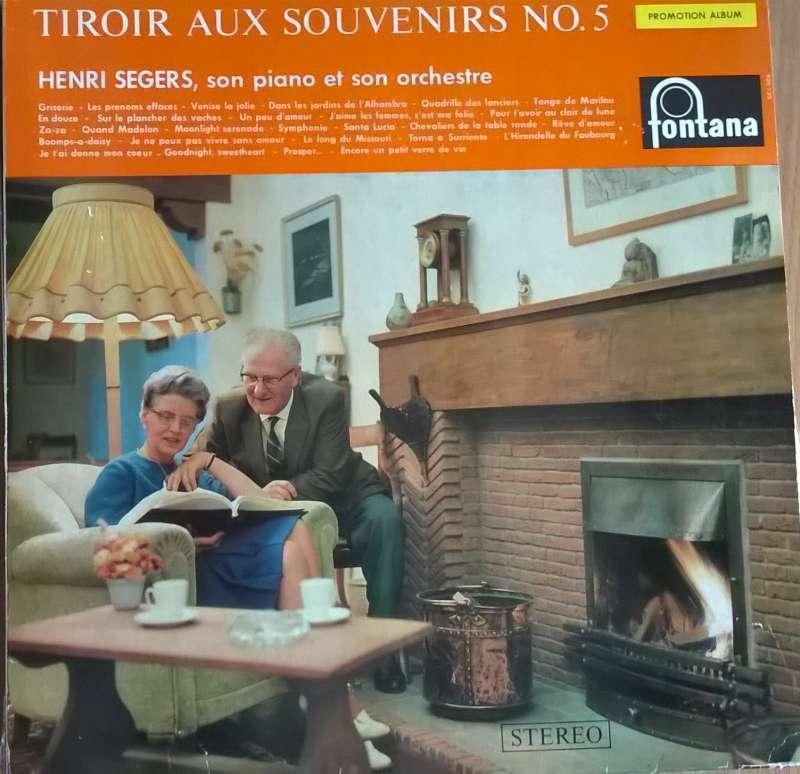 TIROIR AUX SOUVENIRS NO. 5
PROMOTION ALBUM
HENRI SEGERS, son piano et son orchestre
Griserie - Les prenoms effaces - Venise la jolie - Dans les jardins de l'Alhambra - Quadrille des lanciers - Tango de Marilou
En douce - Sur le plancher des vaches - Un peu d'amour - J'aime les femmes, c'est ma folie - Pour t'avoir au clair de lune
Za-za - Quand Madelon - Moonlight serenade - Symphonie - Santa Lucia - Chevaliers de la table ronde - Rêve d'amour
Boomps-a-daisy - Je ne peux pas vivre sans amour - Le long du Missouri - Torna a Surriento - L'Hirondelle du Faubourg
Je t'ai donne mon coeur - Goodnight, sweetheart - Prosper... - Encore un petit verre de vin
fontana
STEREO